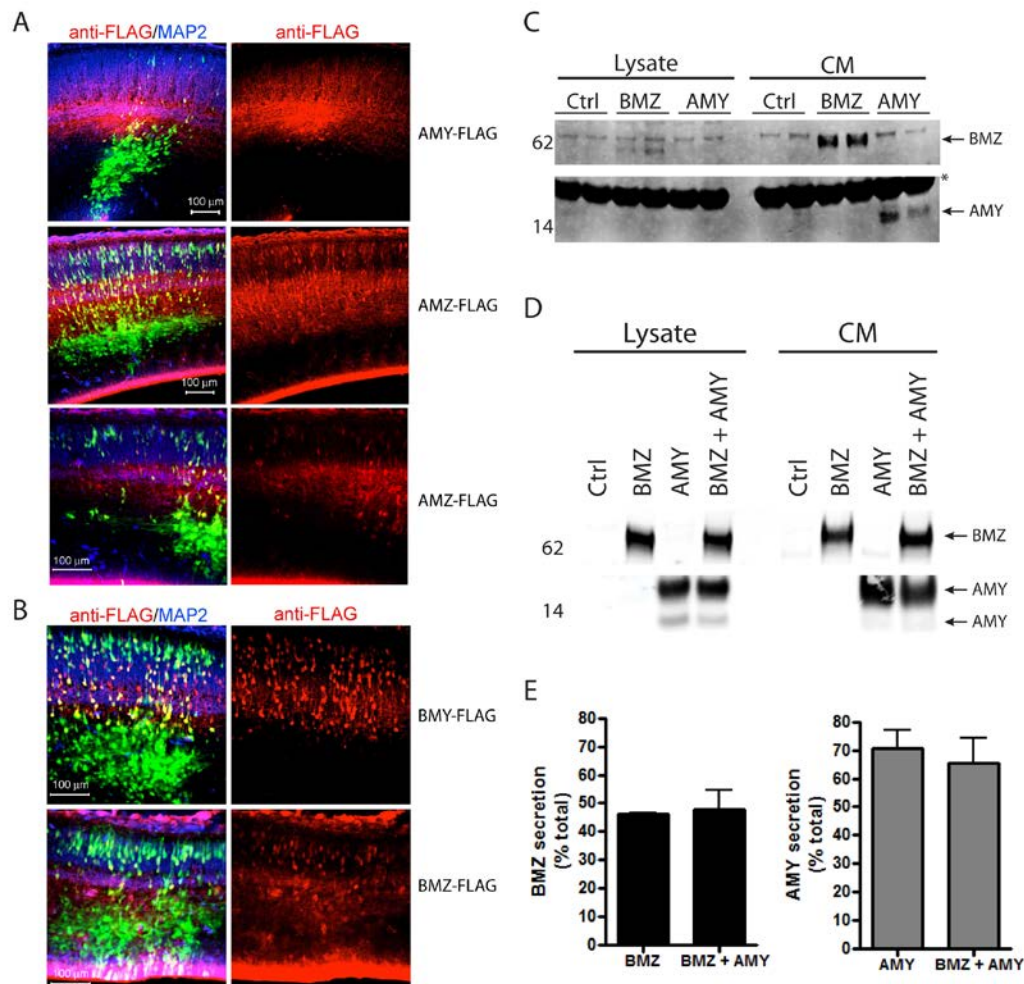 A
anti-FLAG/MAP2
anti-FLAG
100 µm
AMY-FLAG
100 µm
AMZ-FLAG
100 µm
AMZ-FLAG
B
anti-FLAG/MAP2
anti-FLAG
100 µm
BMY-FLAG
100 µm
BMZ-FLAG
C
Lysate
CM
Ctrl BMZ AMY Ctrl BMZ AMY
62
BMZ
*
14
AMY
D
Lysate
CM
Ctrl
BMZ
AMY
BMZ + AMY
Ctrl
BMZ
AMY
BMZ + AMY
62
BMZ
AMY
14
AMY
E
BMZ secretion
(% total)
80
70
60
50
40
30
20
10
0
BMZ
BMZ + AMY
AMY secretion
(% total)
80
70
60
50
40
30
20
10
0
AMY
BMZ + AMY